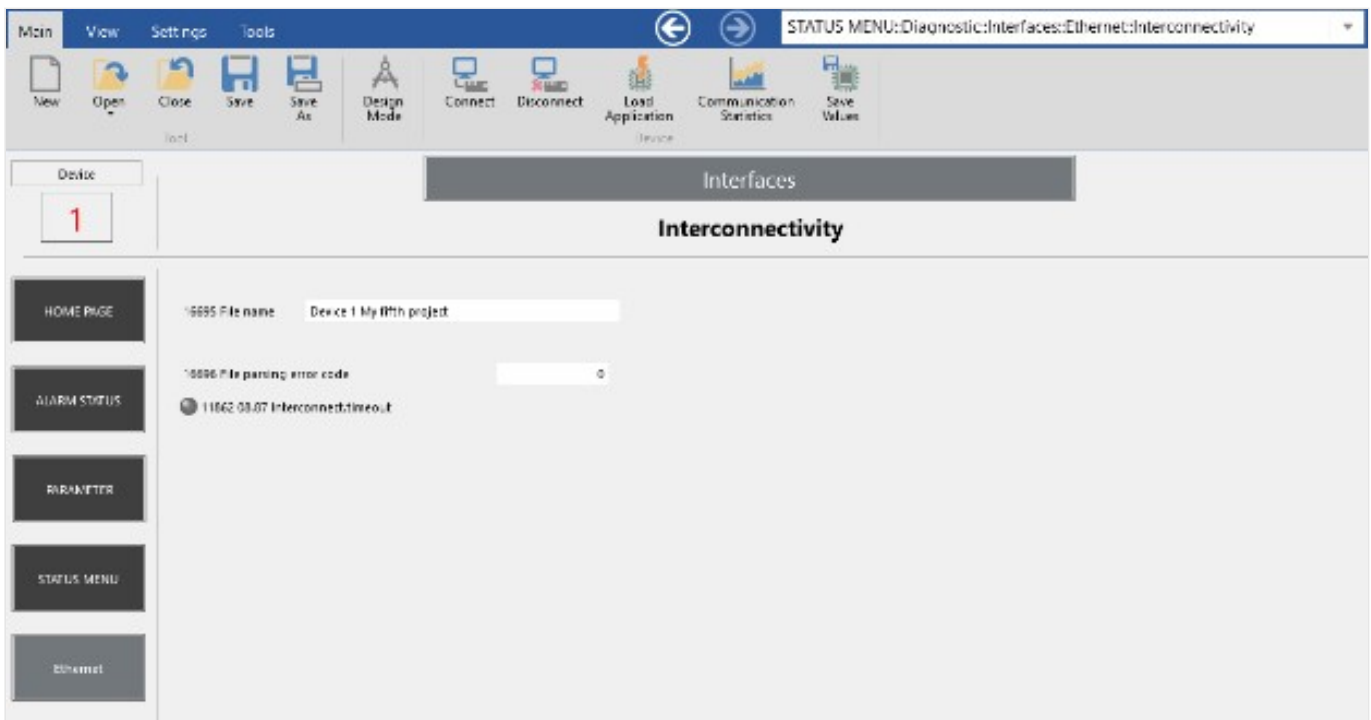 Main View Settings Tools STATUS MENU::Diagnostic::Interfaces::Ethernet::Interconnectivity
New Open Close Save Save As Design Mode Connect Disconnect Load Application Communication Statistics Save Values
Tool Device
Device
1
Interfaces
Interconnectivity
HOME PAGE
16695 File name Device 1 My fifth project
16696 File parsing error code 0
ALARM STATUS
11862 08.87 Interconnect.timeout
PARAMETER
STATUS MENU
Ethernet